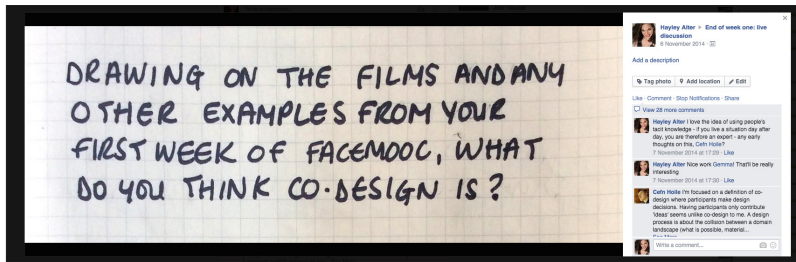 DRAWING ON THE FILMS AND ANY
OTHER EXAMPLES FROM YOUR
FIRST WEEK OF FACEMOOC, WHAT
DO YOU THINK CO·DESIGN IS?
Hayley Alter ▸ End of week one: live
discussion
6 November 2014 ·
Add a description
Tag photo
Add location
Edit
Like · Comment · Stop Notifications · Share
View 28 more comments
Hayley Alter I love the idea of using people's
tacit knowledge - if you live a situation day after
day, you are therefore an expert - any early
thoughts on this, Cefn Holle?
7 November 2014 at 17:29 · Like
Hayley Alter Nice work Gemma! That'll be really
interesting
7 November 2014 at 17:30 · Like
Cefn Holle I'm focused on a definition of co-
design where participants make design
decisions. Having participants only contribute
'ideas' seems unlike co-design to me. A design
process is about the collision between a domain
landscape (what is possible, material...
Write a comment...